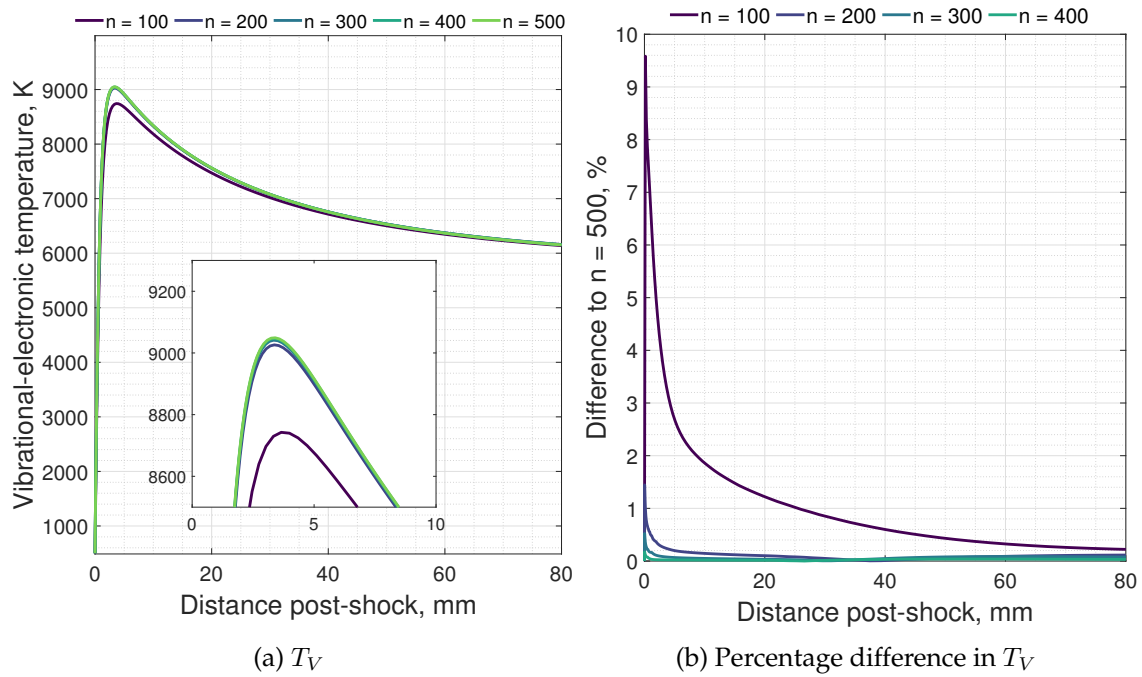 n = 100 n = 200 n = 300 n = 400 n = 500
Vibrational-electronic temperature, K
9000
8000
7000
6000
5000
4000
3000
2000
1000
0 20 40 60 80
Distance post-shock, mm
9200
9000
8800
8600
0 5 10
(a) T_V
n = 100 n = 200 n = 300 n = 400
Difference to n = 500, %
10
9
8
7
6
5
4
3
2
1
0
0 20 40 60 80
Distance post-shock, mm
(b) Percentage difference in T_V